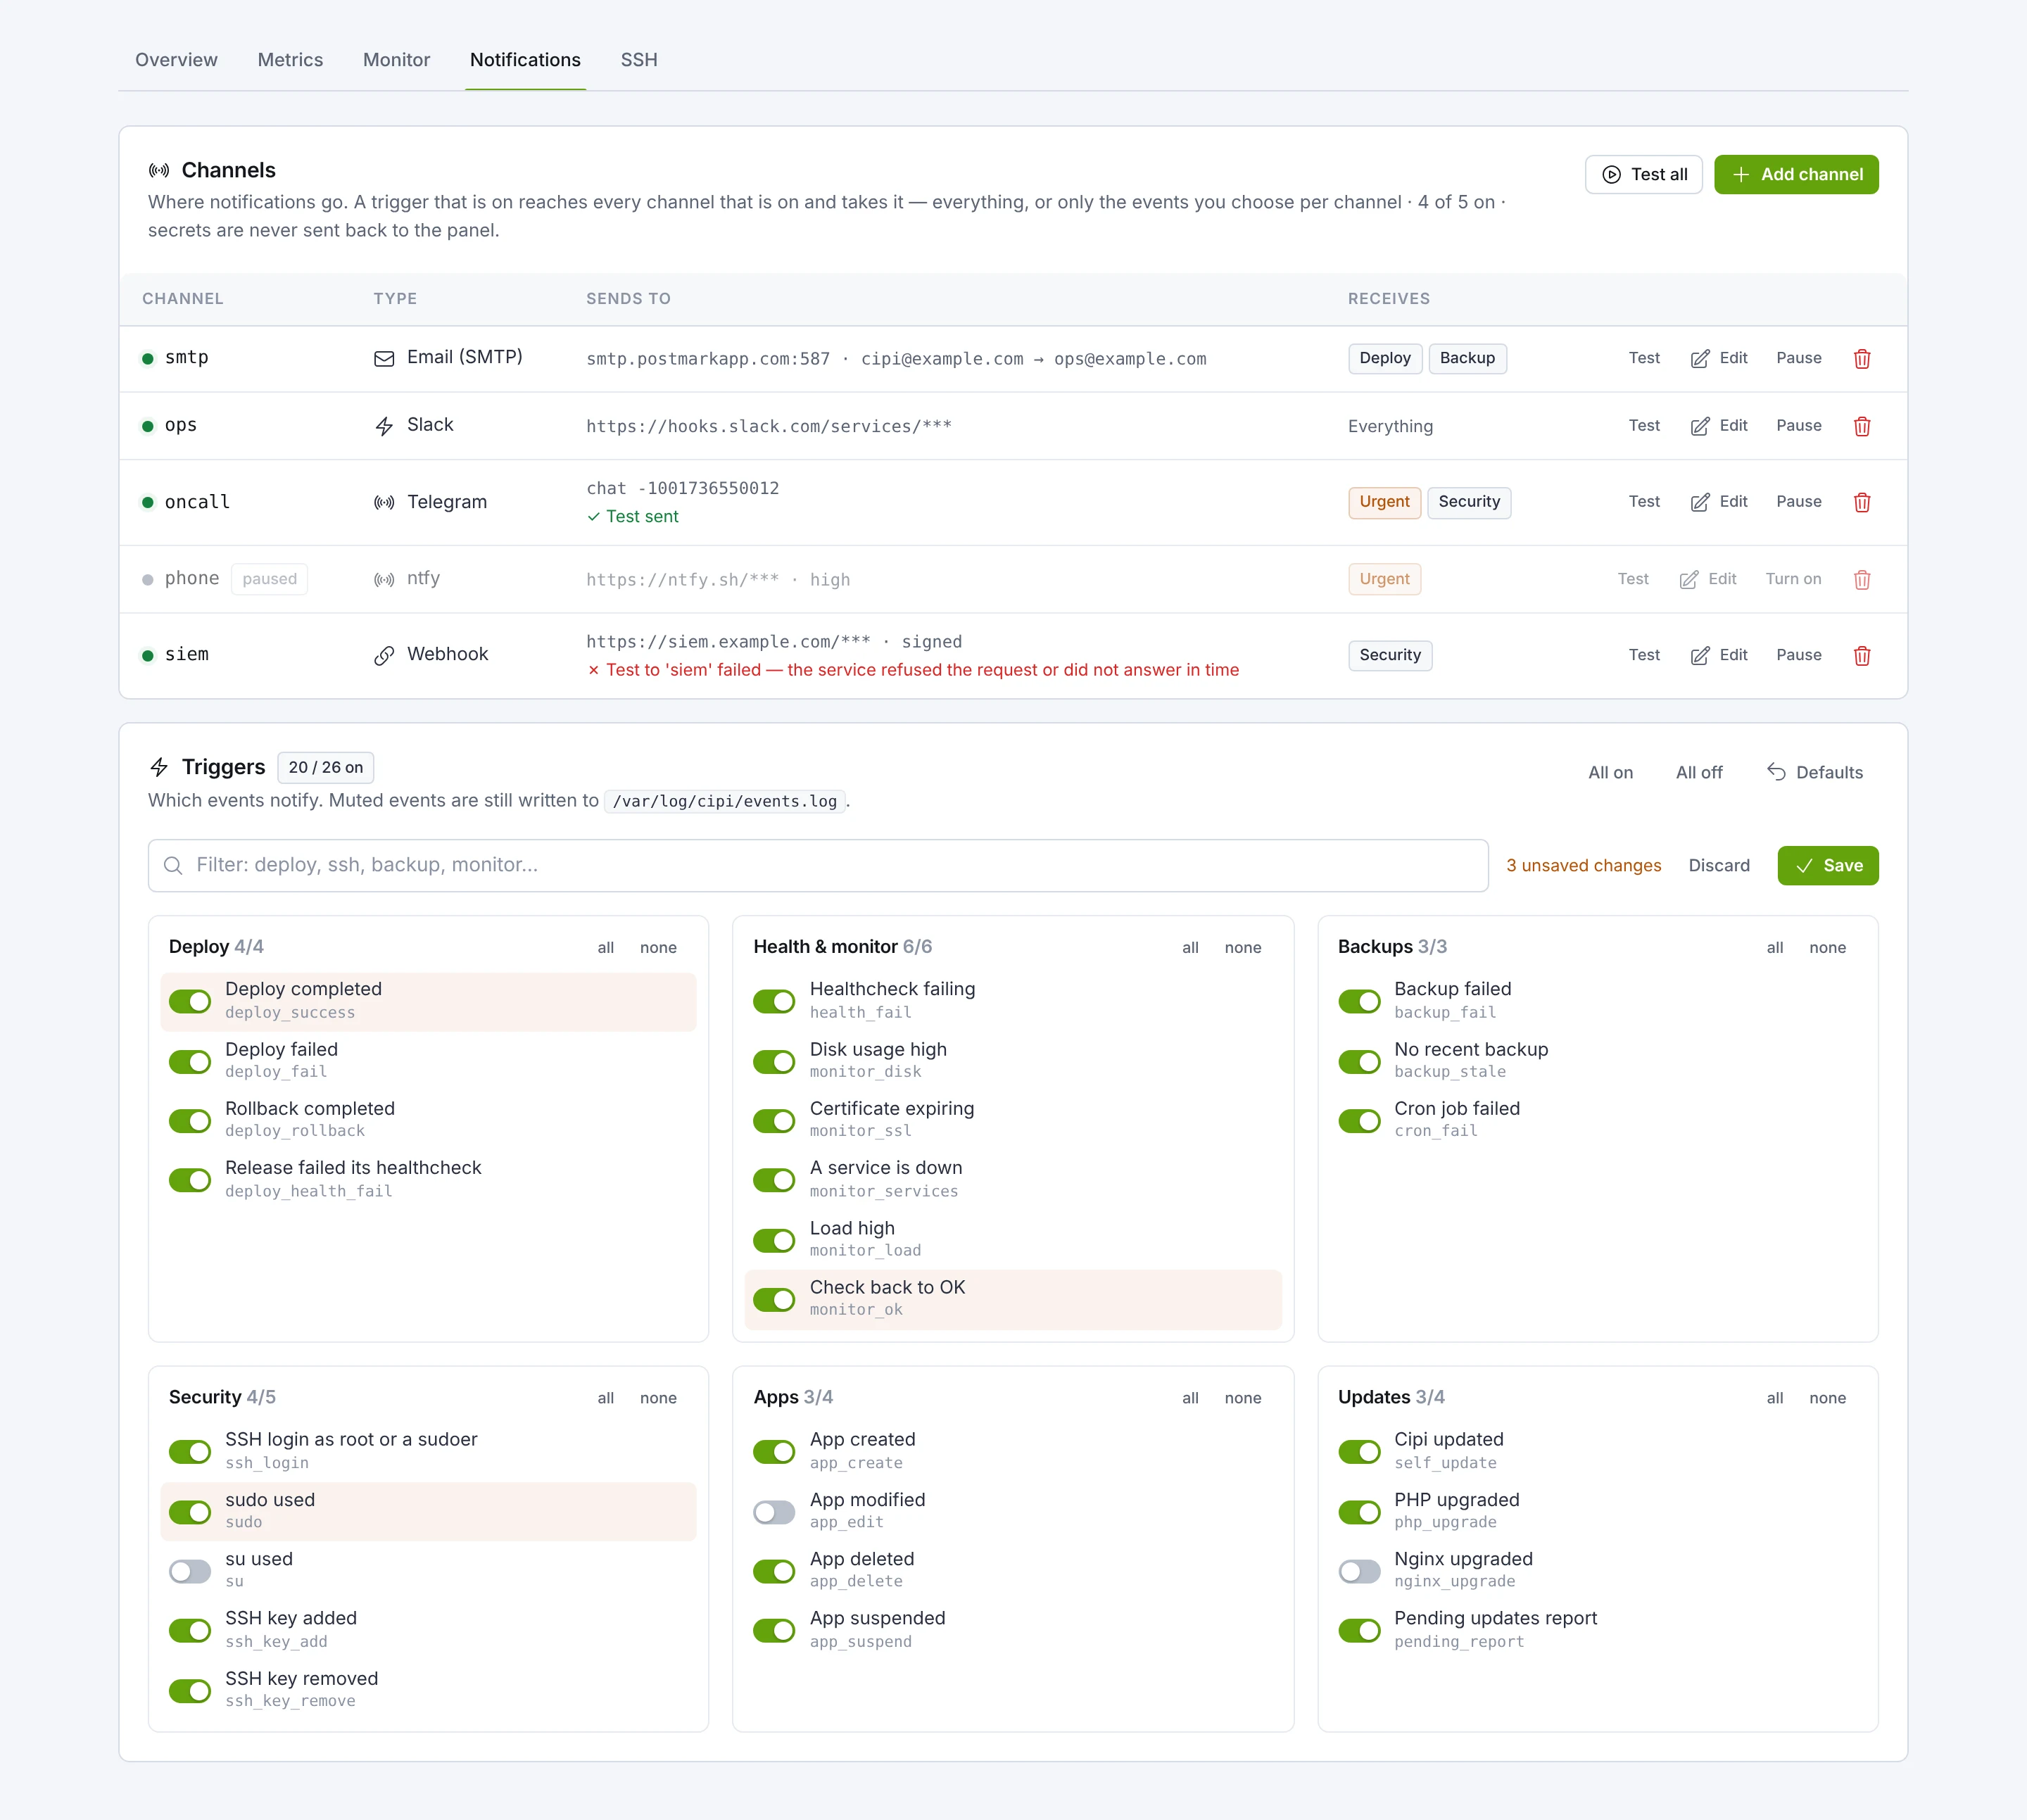 Overview Metrics Monitor Notifications SSH
Channels
Test all Add channel
Where notifications go. A trigger that is on reaches every channel that is on and takes it — everything, or only the events you choose per channel · 4 of 5 on ·
secrets are never sent back to the panel.
CHANNEL TYPE SENDS TO RECEIVES
smtp Email (SMTP) smtp.postmarkapp.com:587 · cipi@example.com → ops@example.com Deploy Backup Test Edit Pause
ops Slack https://hooks.slack.com/services/*** Everything Test Edit Pause
oncall Telegram chat -1001736550012 Urgent Security Test Edit Pause
✓ Test sent
phone paused ntfy https://ntfy.sh/*** · high Urgent Test Edit Turn on
siem Webhook https://siem.example.com/*** · signed Security Test Edit Pause
× Test to 'siem' failed — the service refused the request or did not answer in time
Triggers 20 / 26 on All on All off Defaults
Which events notify. Muted events are still written to /var/log/cipi/events.log.
Filter: deploy, ssh, backup, monitor... 3 unsaved changes Discard Save
Deploy 4/4 all none
Deploy completed
deploy_success
Deploy failed
deploy_fail
Rollback completed
deploy_rollback
Release failed its healthcheck
deploy_health_fail
Health & monitor 6/6 all none
Healthcheck failing
health_fail
Disk usage high
monitor_disk
Certificate expiring
monitor_ssl
A service is down
monitor_services
Load high
monitor_load
Check back to OK
monitor_ok
Backups 3/3 all none
Backup failed
backup_fail
No recent backup
backup_stale
Cron job failed
cron_fail
Security 4/5 all none
SSH login as root or a sudoer
ssh_login
sudo used
sudo
su used
su
SSH key added
ssh_key_add
SSH key removed
ssh_key_remove
Apps 3/4 all none
App created
app_create
App modified
app_edit
App deleted
app_delete
App suspended
app_suspend
Updates 3/4 all none
Cipi updated
self_update
PHP upgraded
php_upgrade
Nginx upgraded
nginx_upgrade
Pending updates report
pending_report